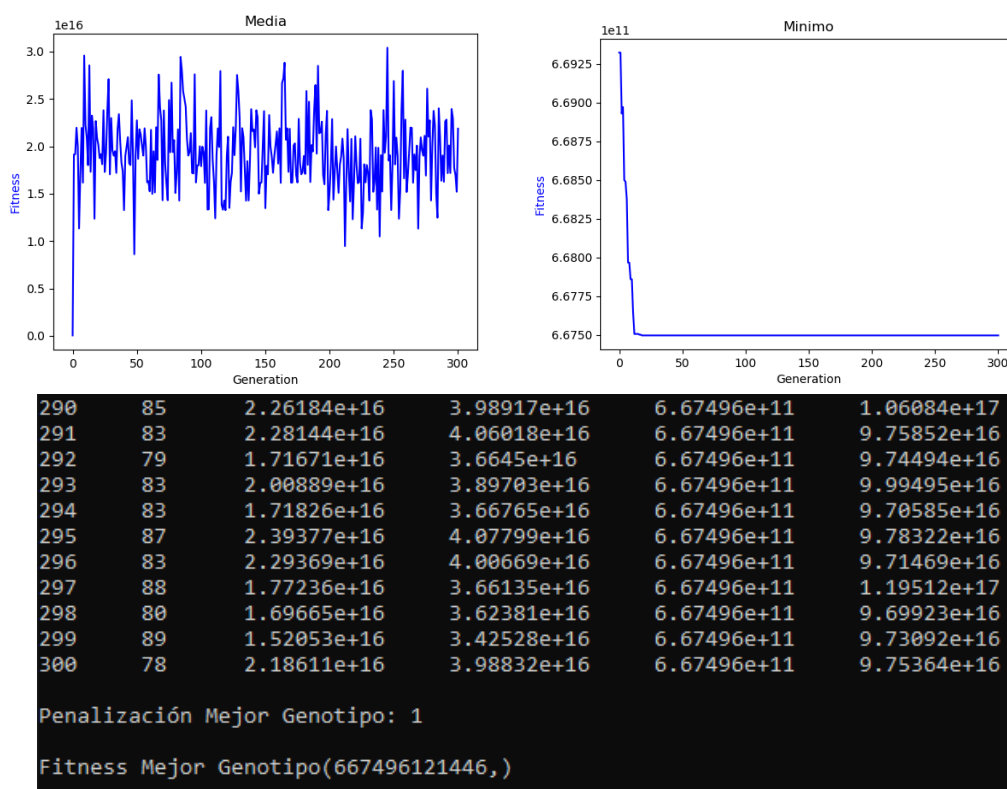 Media
1e16
3.0
2.5
2.0
1.5
1.0
0.5
0.0
Fitness
0 50 100 150 200 250 300
Generation
Minimo
1e11
6.6925
6.6900
6.6875
6.6850
6.6825
6.6800
6.6775
6.6750
Fitness
0 50 100 150 200 250 300
Generation
290 85 2.26184e+16 3.98917e+16 6.67496e+11 1.06084e+17
291 83 2.28144e+16 4.06018e+16 6.67496e+11 9.75852e+16
292 79 1.71671e+16 3.6645e+16 6.67496e+11 9.74494e+16
293 83 2.00889e+16 3.89703e+16 6.67496e+11 9.99495e+16
294 83 1.71826e+16 3.66765e+16 6.67496e+11 9.70585e+16
295 87 2.39377e+16 4.07799e+16 6.67496e+11 9.78322e+16
296 83 2.29369e+16 4.00669e+16 6.67496e+11 9.71469e+16
297 88 1.77236e+16 3.66135e+16 6.67496e+11 1.19512e+17
298 80 1.69665e+16 3.62381e+16 6.67496e+11 9.69923e+16
299 89 1.52053e+16 3.42528e+16 6.67496e+11 9.73092e+16
300 78 2.18611e+16 3.98832e+16 6.67496e+11 9.75364e+16
Penalización Mejor Genotipo: 1
Fitness Mejor Genotipo(667496121446,)